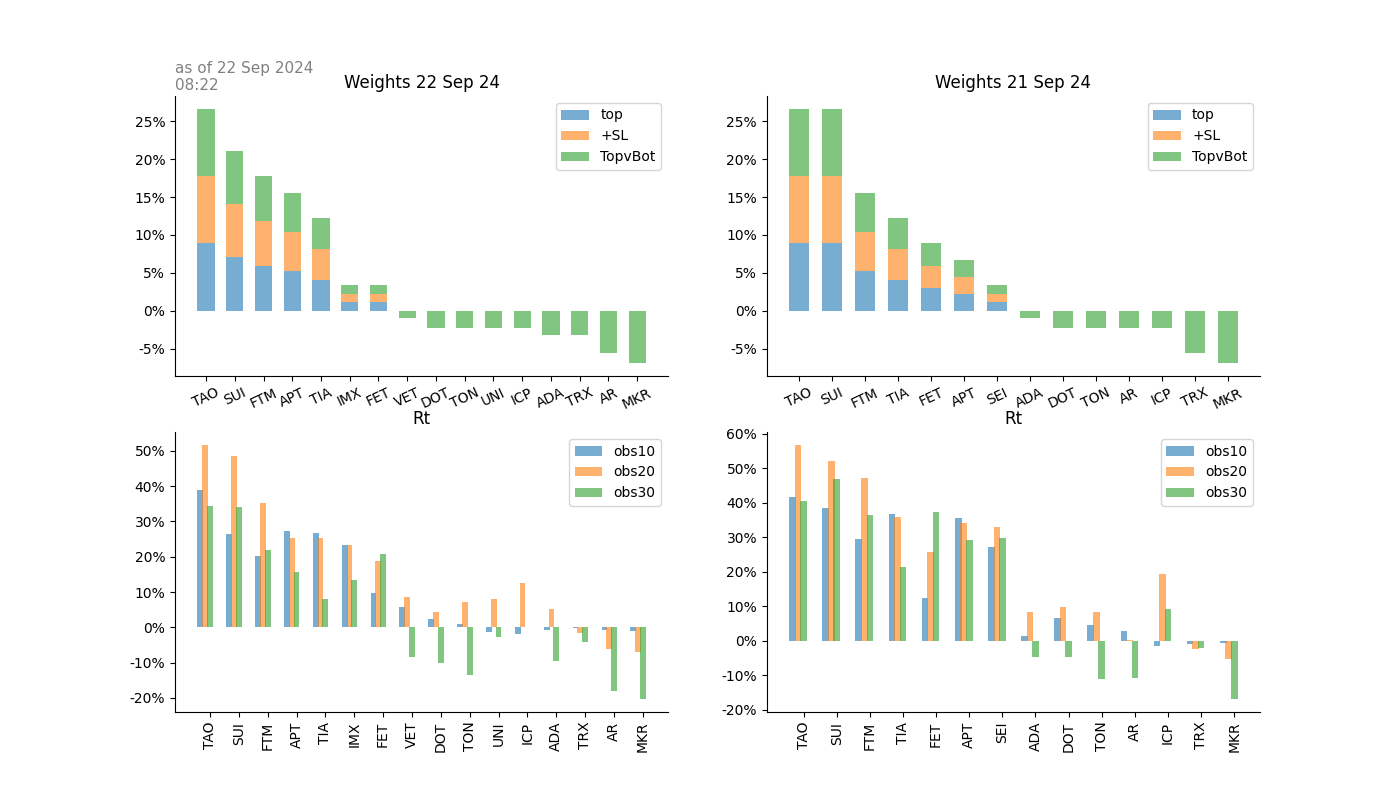 as of 22 Sep 2024
08:22
Weights 22 Sep 24
25%
20%
15%
10%
5%
0%
-5%
top
+SL
TopvBot
TAO SUI FTM APT TIA IMX FET VET DOT TON UNI ICP ADA TRX AR MKR
Weights 21 Sep 24
25%
20%
15%
10%
5%
0%
-5%
top
+SL
TopvBot
TAO SUI FTM TIA FET APT SEI ADA DOT TON AR ICP TRX MKR
Rt
50%
40%
30%
20%
10%
0%
-10%
-20%
obs10
obs20
obs30
TAO SUI FTM APT TIA IMX FET VET DOT TON UNI ICP ADA TRX AR MKR
Rt
60%
50%
40%
30%
20%
10%
0%
-10%
-20%
obs10
obs20
obs30
TAO SUI FTM TIA FET APT SEI ADA DOT TON AR ICP TRX MKR